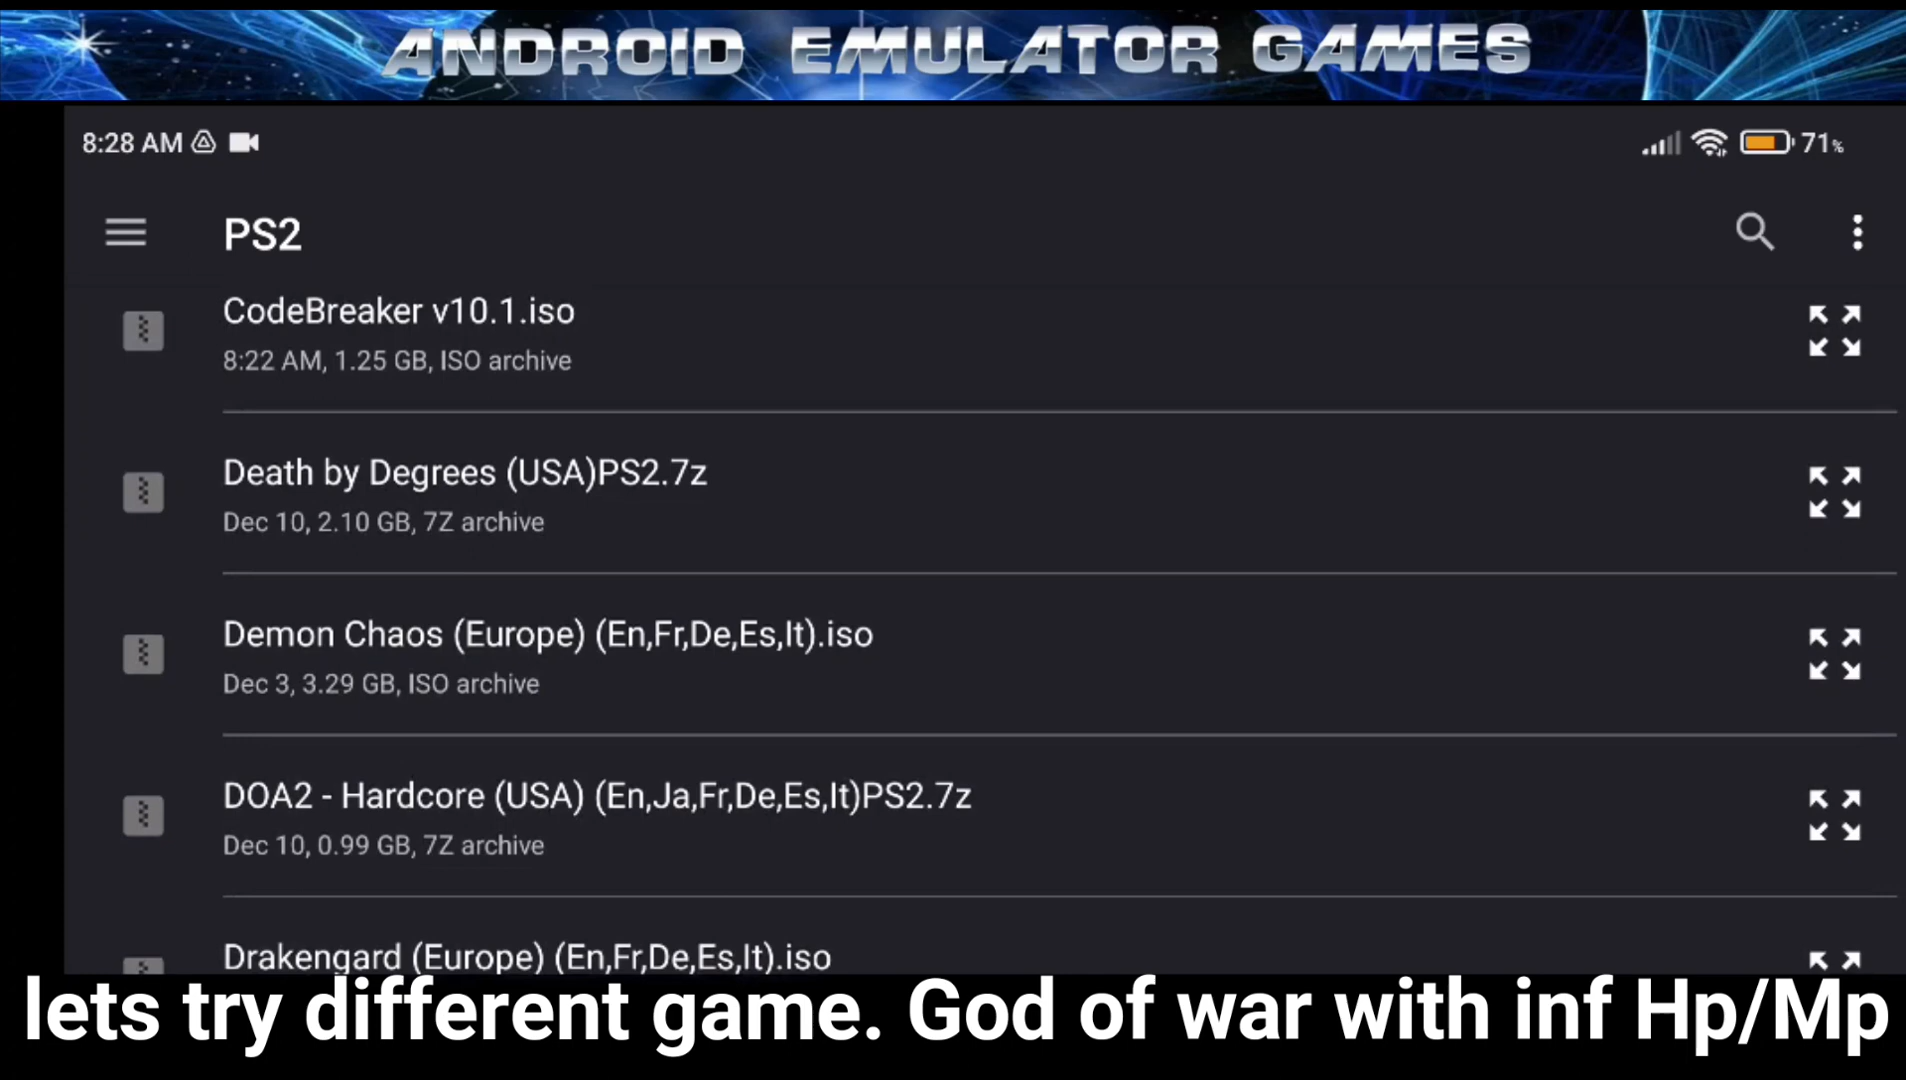 ANDROID EMULATOR GAMES
8:28 AM 71%
PS2
CodeBreaker v10.1.iso
8:22 AM, 1.25 GB, ISO archive
Death by Degrees (USA)PS2.7z
Dec 10, 2.10 GB, 7Z archive
Demon Chaos (Europe) (En,Fr,De,Es,It).iso
Dec 3, 3.29 GB, ISO archive
DOA2 - Hardcore (USA) (En,Ja,Fr,De,Es,It)PS2.7z
Dec 10, 0.99 GB, 7Z archive
Drakengard (Europe) (En,Fr,De,Es,It).iso
lets try different game. God of war with inf Hp/Mp